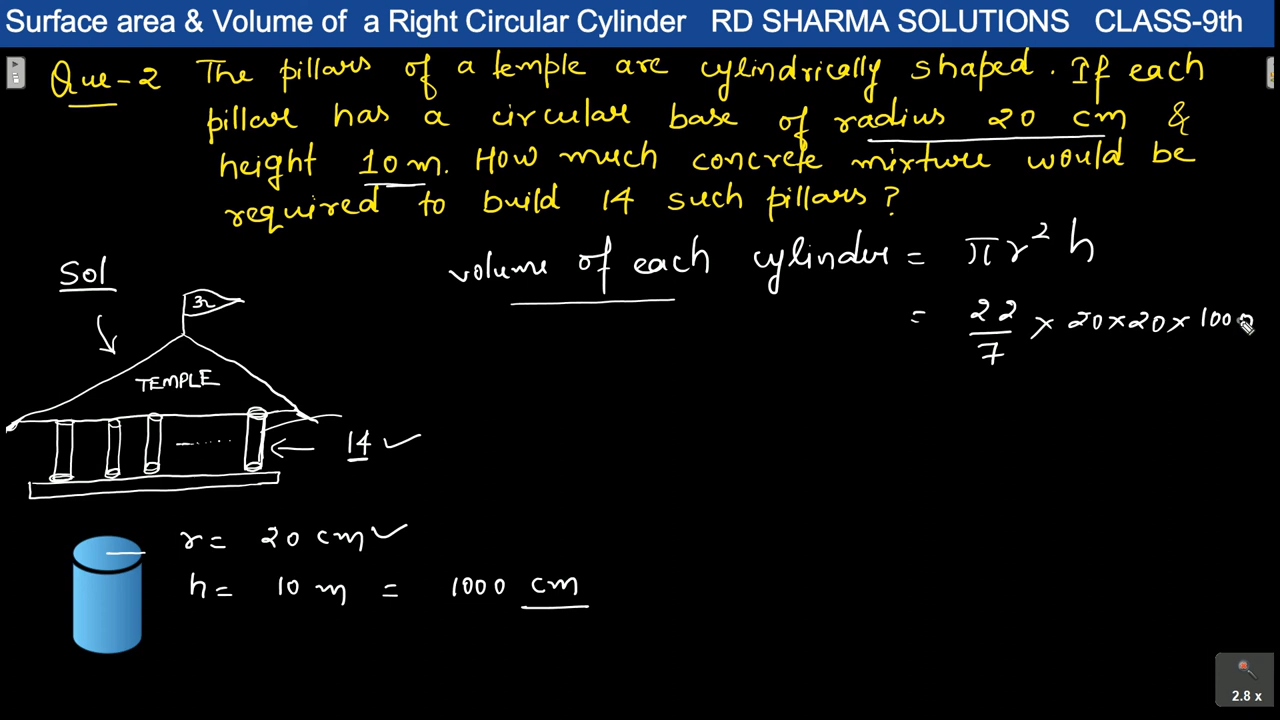 Surface area & Volume of a Right Circular Cylinder RD SHARMA SOLUTIONS CLASS-9th
Que-2 The pillars of a temple are cylindrically shaped. If each
pillar has a circular base of radius 20 cm &
height 10 m. How much concrete mixture would be
required to build 14 such pillars?
volume of each cylinder = πr² h
= 22/7 × 20×20× 1000
Sol
TEMPLE
14 ✓
r = 20 cm ✓
h = 10 m = 1000 cm
2.8 x